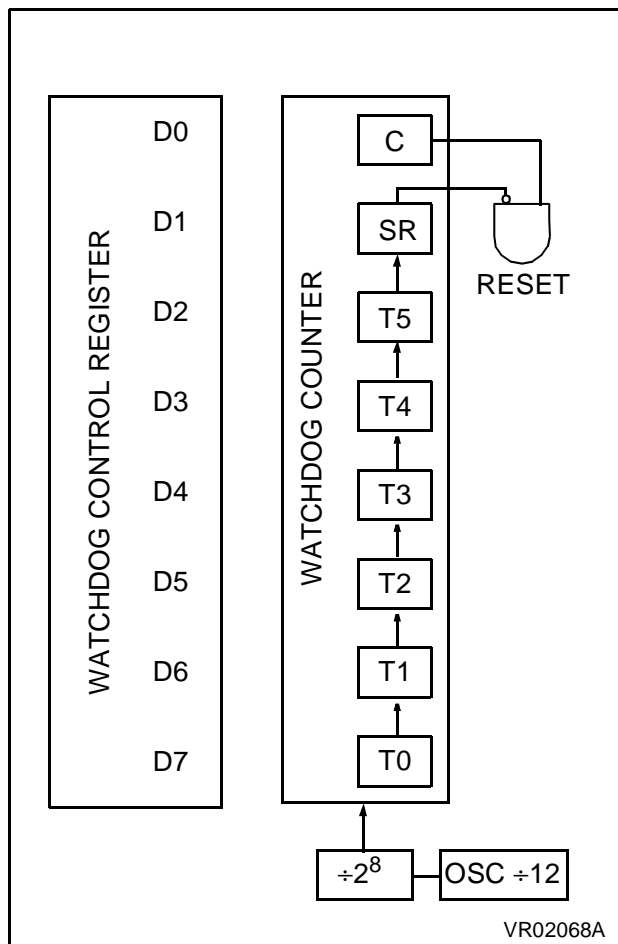 WATCHDOG CONTROL REGISTER
D0
D1
D2
D3
D4
D5
D6
D7
WATCHDOG COUNTER
C
SR
T5
T4
T3
T2
T1
T0
RESET
÷2⁸
OSC ÷12
VR02068A